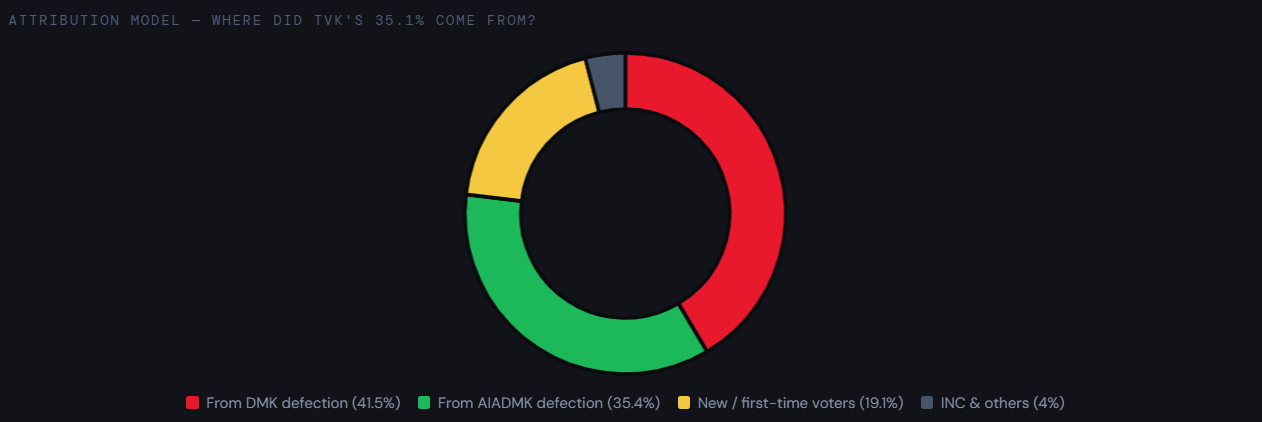 ATTRIBUTION MODEL — WHERE DID TVK'S 35.1% COME FROM?
From DMK defection (41.5%) From AIADMK defection (35.4%) New / first-time voters (19.1%) INC & others (4%)